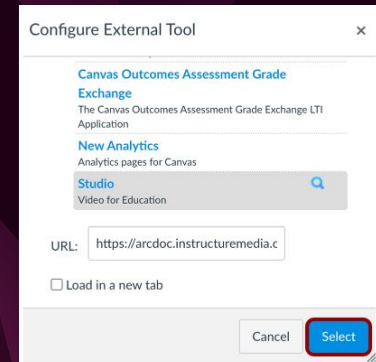 Configure External Tool
×
Canvas Outcomes Assessment Grade
Exchange
The Canvas Outcomes Assessment Grade Exchange LTI
Application
New Analytics
Analytics pages for Canvas
Studio
Video for Education
URL: https://arcdoc.instructuremedia.c
Load in a new tab
Cancel Select